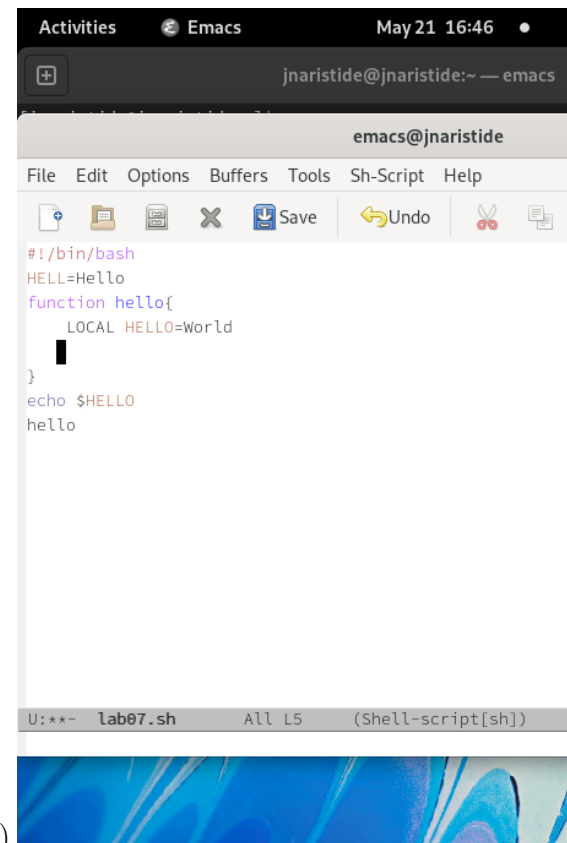 Activities Emacs May 21 16:46
jnaristide@jnaristide:~ — emacs
emacs@jnaristide
File Edit Options Buffers Tools Sh-Script Help
Save Undo
#!/bin/bash
HELL=Hello
function hello{
    LOCAL HELLO=World

}
echo $HELLO
hello
U:**- lab07.sh All L5 (Shell-script[sh])
)